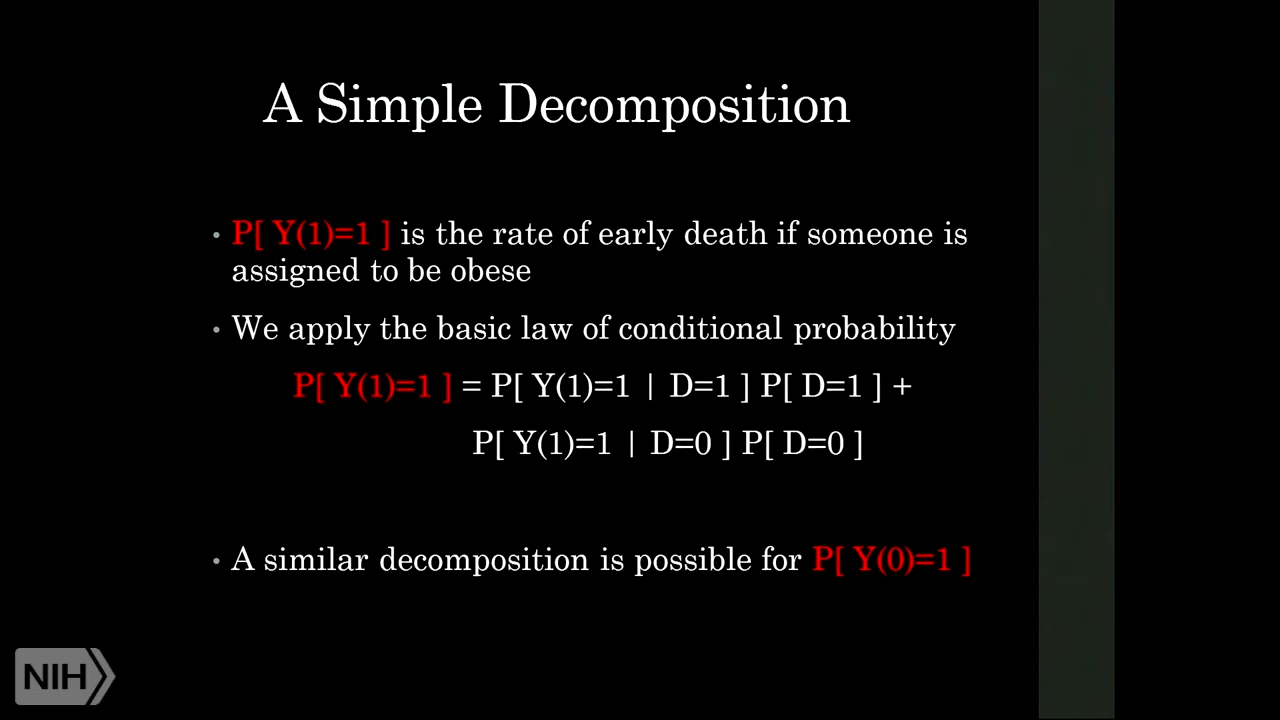 A Simple Decomposition
• P[ Y(1)=1 ] is the rate of early death if someone is
assigned to be obese
• We apply the basic law of conditional probability
P[ Y(1)=1 ] = P[ Y(1)=1 | D=1 ] P[ D=1 ] +
P[ Y(1)=1 | D=0 ] P[ D=0 ]
• A similar decomposition is possible for P[ Y(0)=1 ]
NIH